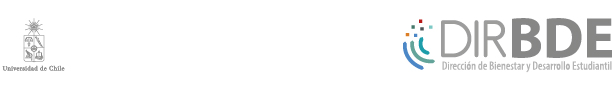 Universidad de Chile
DIRBDE
Dirección de Bienestar y Desarrollo Estudiantil